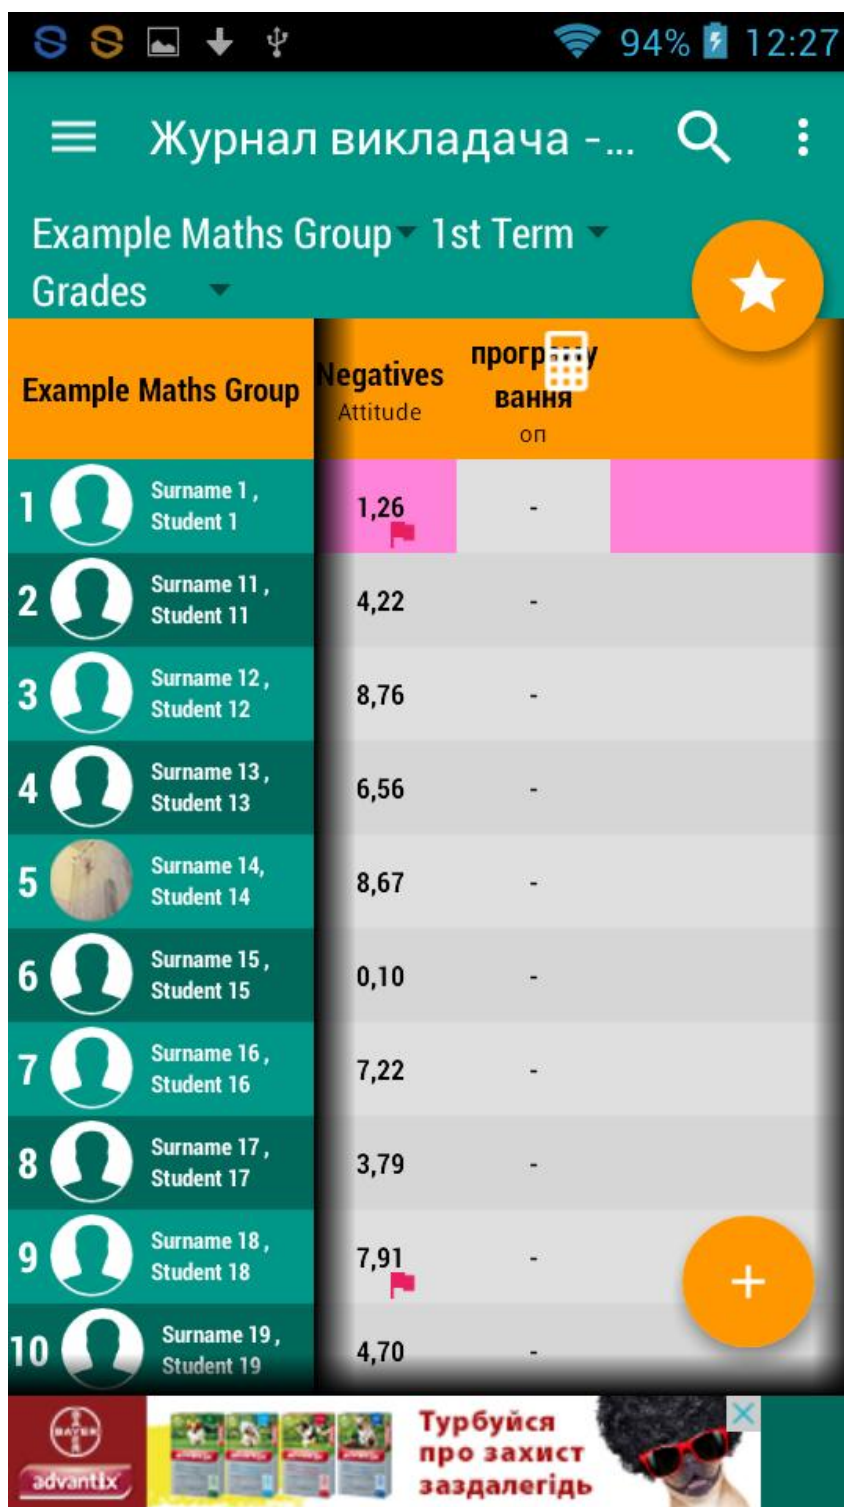 94% 12:27
Журнал викладача -...
Example Maths Group 1st Term
Grades
Example Maths Group
Negatives
Attitude
програму
вання
оп
1 Surname 1 ,
Student 1
1,26 -
2 Surname 11 ,
Student 11
4,22 -
3 Surname 12 ,
Student 12
8,76 -
4 Surname 13 ,
Student 13
6,56 -
5 Surname 14,
Student 14
8,67 -
6 Surname 15 ,
Student 15
0,10 -
7 Surname 16 ,
Student 16
7,22 -
8 Surname 17 ,
Student 17
3,79 -
9 Surname 18 ,
Student 18
7,91 -
10 Surname 19 ,
Student 19
4,70 -
BAYER
advantix
Турбуйся
про захист
заздалегідь